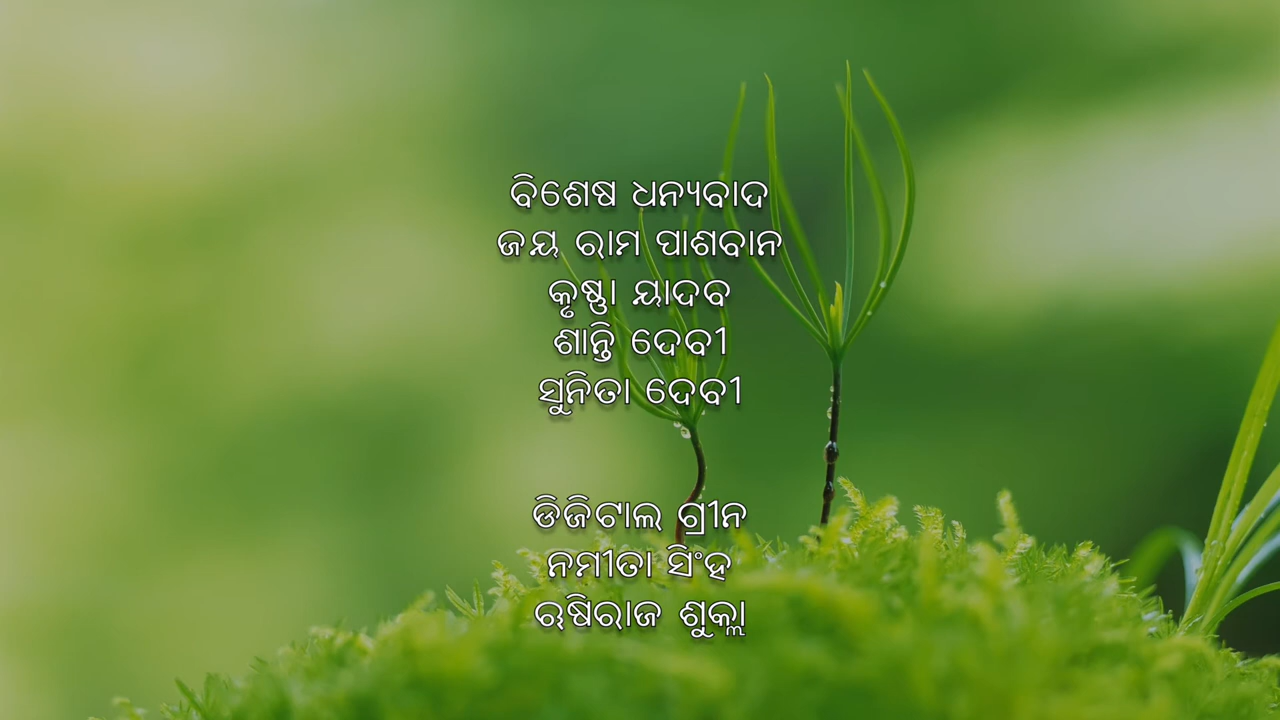 ବିଶେଷ ଧନ୍ୟବାଦ
ଜୟ ରାମ ପାଶବାନ
କୃଷ୍ଣା ୟାଦବ
ଶାନ୍ତି ଦେବୀ
ସୁନିତା ଦେବୀ
ଡିଜିଟାଲ ଗ୍ରୀନ
ନମୀତା ସିଂହ
ଋଷିରାଜ ଶୁକ୍ଲା